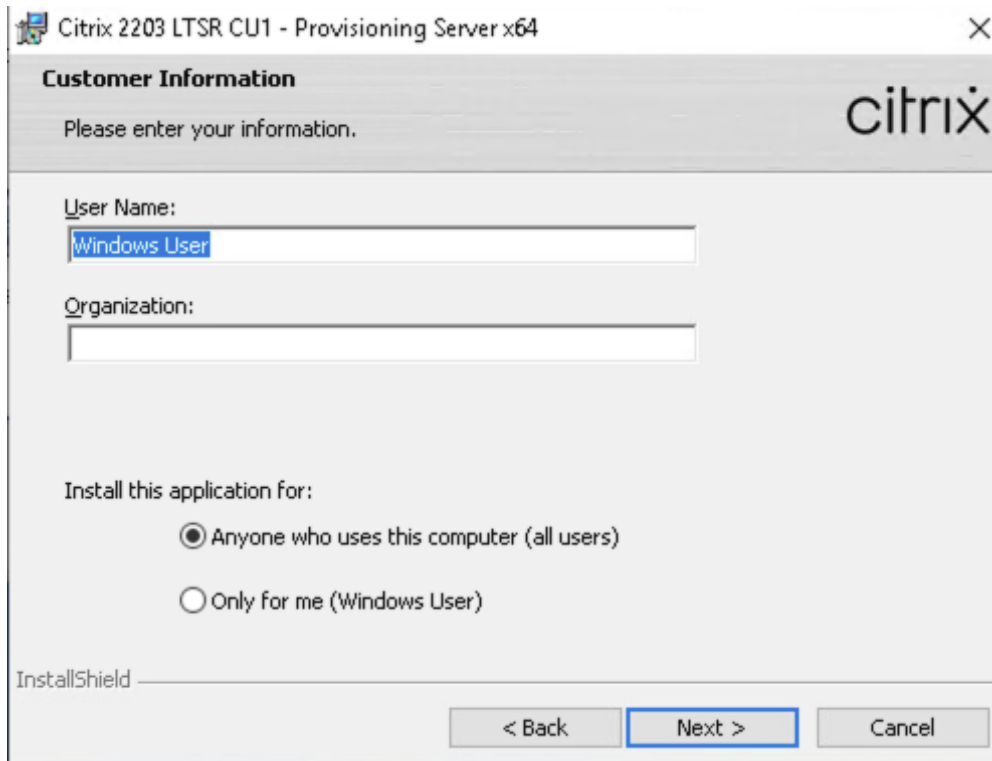 Citrix 2203 LTSR CU1 - Provisioning Server x64
Customer Information
Please enter your information.
citrix
User Name:
Windows User
Organization:
Install this application for:
Anyone who uses this computer (all users)
Only for me (Windows User)
InstallShield
< Back Next > Cancel